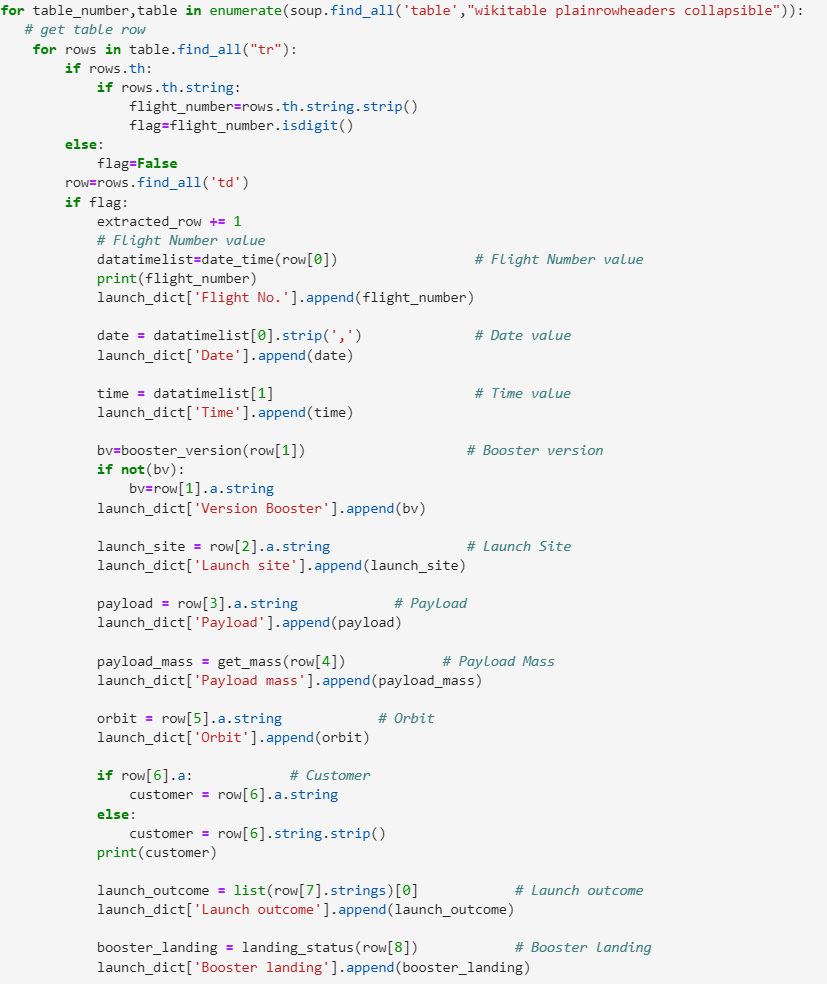 for table_number,table in enumerate(soup.find_all('table',"wikitable plainrowheaders collapsible")):
   # get table row
    for rows in table.find_all("tr"):
        if rows.th:
            if rows.th.string:
                flight_number=rows.th.string.strip()
                flag=flight_number.isdigit()
        else:
            flag=False
        row=rows.find_all('td')
        if flag:
            extracted_row += 1
            # Flight Number value
            datatimelist=date_time(row[0])                 # Flight Number value
            print(flight_number)
            launch_dict['Flight No.'].append(flight_number)

            date = datatimelist[0].strip(',')              # Date value
            launch_dict['Date'].append(date)

            time = datatimelist[1]                         # Time value
            launch_dict['Time'].append(time)

            bv=booster_version(row[1])                    # Booster version
            if not(bv):
                bv=row[1].a.string
            launch_dict['Version Booster'].append(bv)

            launch_site = row[2].a.string                 # Launch Site
            launch_dict['Launch site'].append(launch_site)

            payload = row[3].a.string            # Payload
            launch_dict['Payload'].append(payload)

            payload_mass = get_mass(row[4])            # Payload Mass
            launch_dict['Payload mass'].append(payload_mass)

            orbit = row[5].a.string            # Orbit
            launch_dict['Orbit'].append(orbit)

            if row[6].a:            # Customer
                customer = row[6].a.string
            else:
                customer = row[6].string.strip()
            print(customer)

            launch_outcome = list(row[7].strings)[0]            # Launch outcome
            launch_dict['Launch outcome'].append(launch_outcome)

            booster_landing = landing_status(row[8])            # Booster landing
            launch_dict['Booster landing'].append(booster_landing)